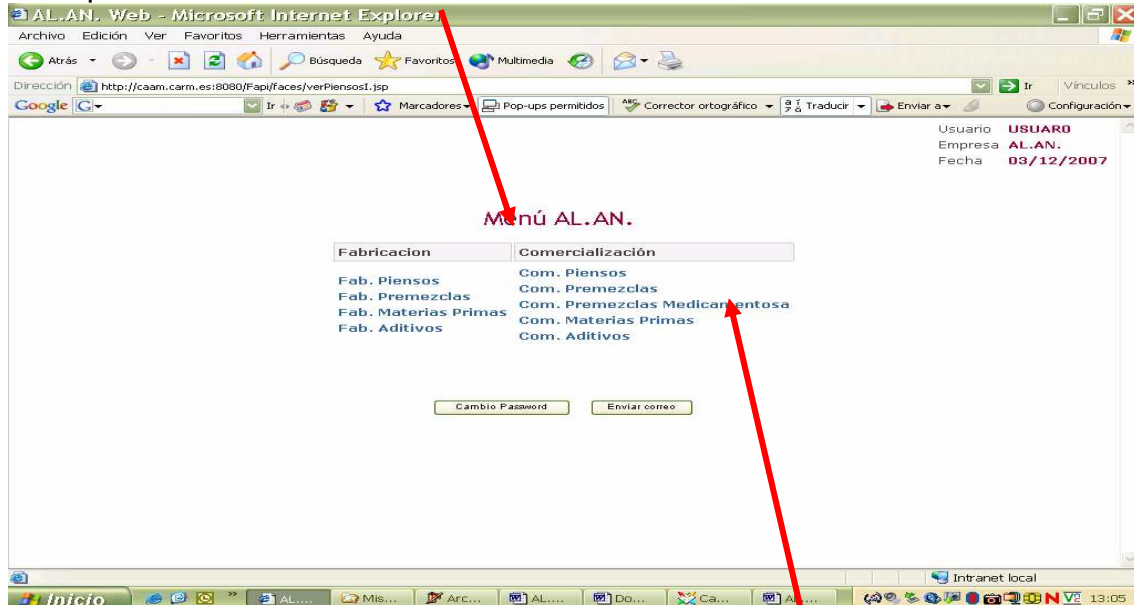 AL.AN. Web - Microsoft Internet Explorer
Archivo Edición Ver Favoritos Herramientas Ayuda
Atrás Búsqueda Favoritos Multimedia
Dirección http://caam.carm.es:8080/Fapi/faces/verPiensosI.jsp Ir Vínculos »
Google G Ir Marcadores Pop-ups permitidos ABC Corrector ortográfico Traducir Enviar a Configuración
Usuario USUAR0
Empresa AL.AN.
Fecha 03/12/2007
Menú AL.AN.
Fabricacion Comercialización
Fab. Piensos
Fab. Premezclas
Fab. Materias Primas
Fab. Aditivos
Com. Piensos
Com. Premezclas
Com. Premezclas Medicamentosa
Com. Materias Primas
Com. Aditivos
Cambio Password Enviar correo
Intranet local
Inicio » AL.... Mis... Arc... AL.... Do... Ca... 13:05